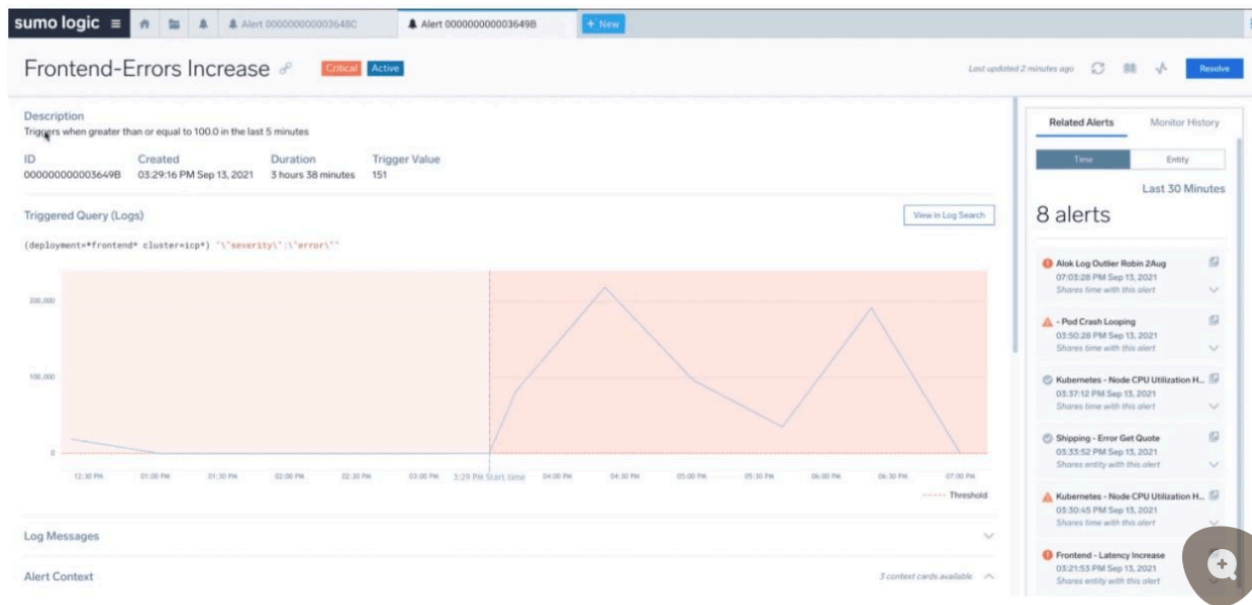 sumo logic
Alert 000000000003648C
Alert 000000000003649B
+ New
Frontend-Errors Increase
Critical
Active
Last updated 2 minutes ago
Resolve
Description
Triggers when greater than or equal to 100.0 in the last 5 minutes
ID
Created
Duration
Trigger Value
000000000003649B
03:29:16 PM Sep 13, 2021
3 hours 38 minutes
151
Triggered Query (Logs)
View in Log Search
(deployment=*frontend* cluster=icp*) "\"severity\":\"error\""
200,000
100,000
0
12:30 PM
01:00 PM
01:30 PM
02:00 PM
02:30 PM
03:00 PM
3:29 PM Start time
04:00 PM
04:30 PM
05:00 PM
05:30 PM
06:00 PM
06:30 PM
07:00 PM
Threshold
Log Messages
Alert Context
3 context cards available
Related Alerts
Monitor History
Time
Entity
Last 30 Minutes
8 alerts
Alok Log Outlier Robin 2Aug
07:03:28 PM Sep 13, 2021
Shares time with this alert
- Pod Crash Looping
03:50:28 PM Sep 13, 2021
Shares time with this alert
Kubernetes - Node CPU Utilization H...
03:37:12 PM Sep 13, 2021
Shares time with this alert
Shipping - Error Get Quote
03:33:52 PM Sep 13, 2021
Shares entity with this alert
Kubernetes - Node CPU Utilization H...
03:30:45 PM Sep 13, 2021
Shares time with this alert
Frontend - Latency Increase
03:21:53 PM Sep 13, 2021
Shares entity with this alert